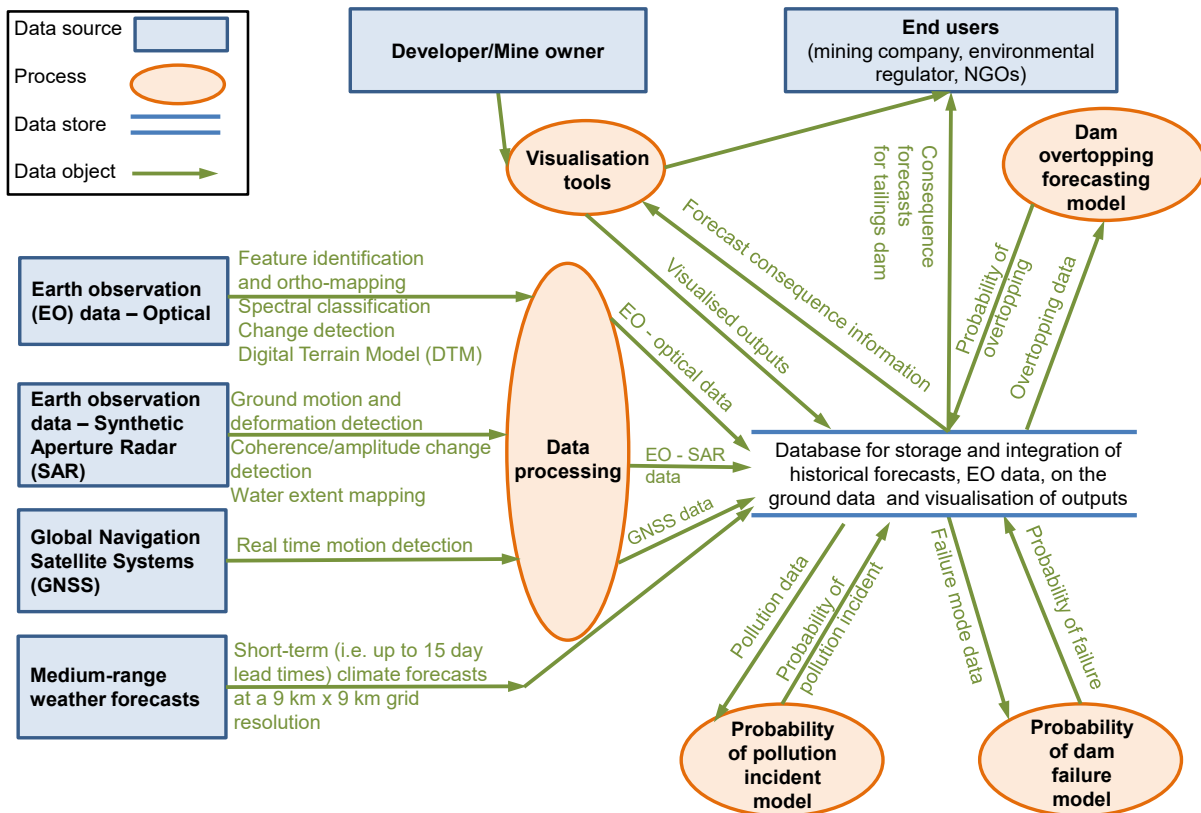 Data source
Process
Data store
Data object
Developer/Mine owner
End users
(mining company, environmental
regulator, NGOs)
Visualisation
tools
Dam
overtopping
forecasting
model
Consequence
forecasts
for tailings dam
Forecast consequence information
Visualised outputs
Probability of
overtopping
Overtopping data
Earth observation
(EO) data – Optical
Feature identification
and ortho-mapping
Spectral classification
Change detection
Digital Terrain Model (DTM)
Earth observation
data – Synthetic
Aperture Radar
(SAR)
Ground motion and
deformation detection
Coherence/amplitude change
detection
Water extent mapping
Global Navigation
Satellite Systems
(GNSS)
Real time motion detection
Medium-range
weather forecasts
Short-term (i.e. up to 15 day
lead times) climate forecasts
at a 9 km x 9 km grid
resolution
Data
processing
EO - optical data
EO - SAR
data
GNSS data
Database for storage and integration of
historical forecasts, EO data, on the
ground data  and visualisation of outputs
Pollution data
Probability of
pollution incident
Failure mode data
Probability of failure
Probability
of pollution
incident
model
Probability
of dam
failure
model